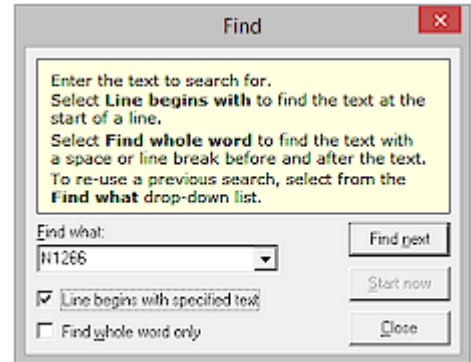 Find
Enter the text to search for.
Select Line begins with to find the text at the
start of a line.
Select Find whole word to find the text with
a space or line break before and after the text.
To re-use a previous search, select from the
Find what drop-down list.
Find what:
N1266
Find next
Line begins with specified text
Start now
Find whole word only
Close